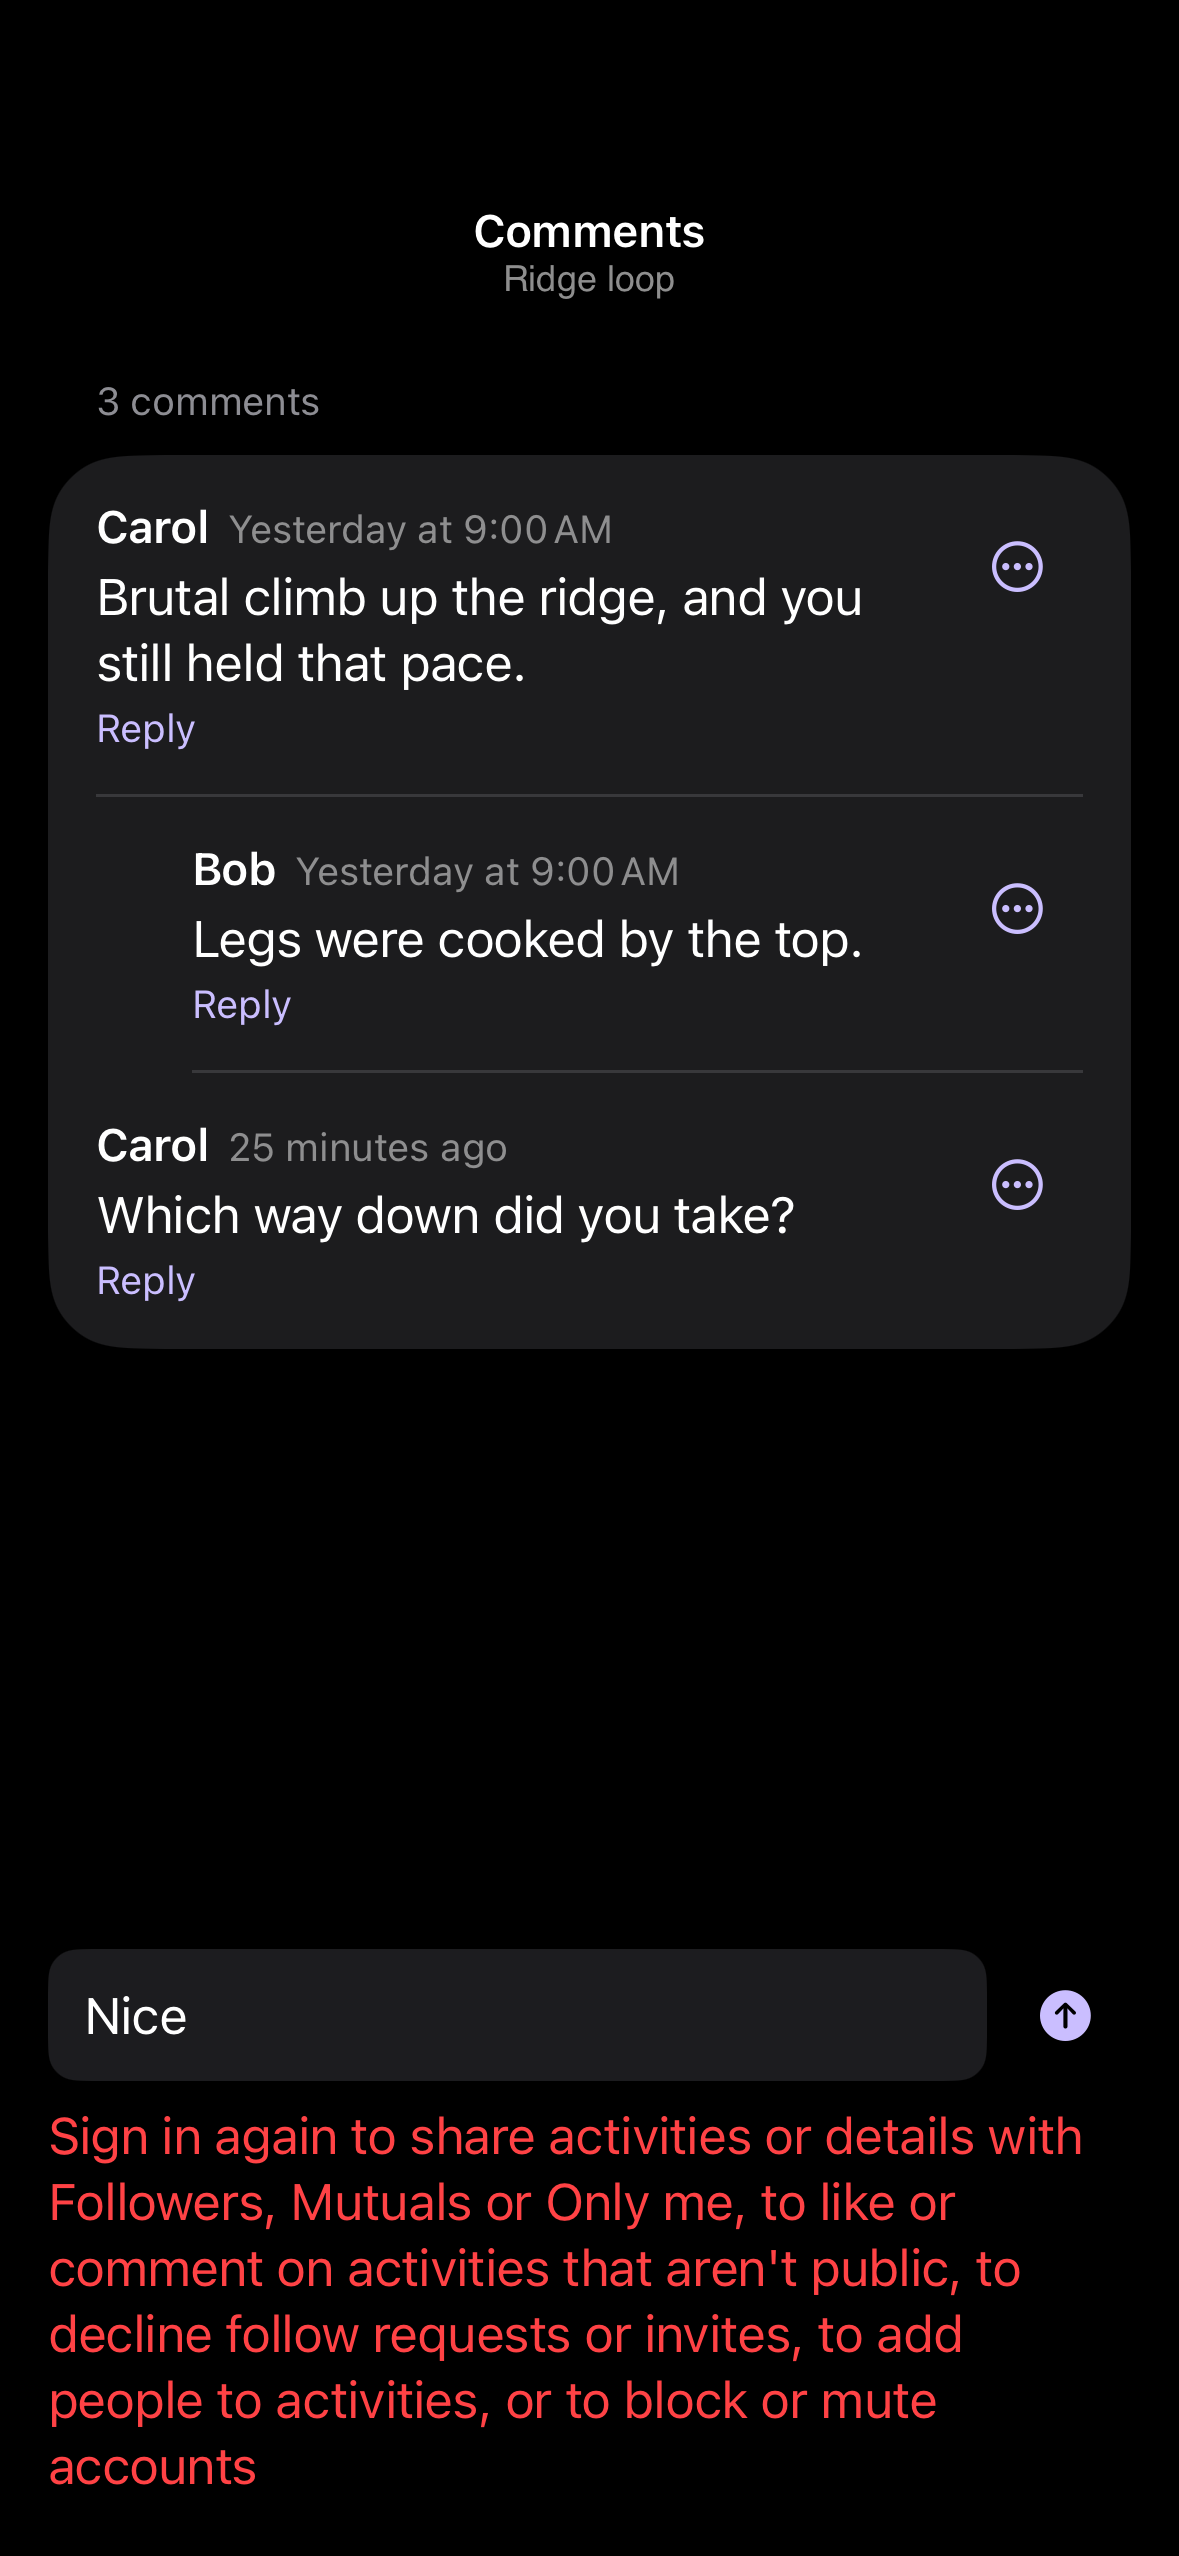 Comments
Ridge loop
3 comments
Carol Yesterday at 9:00 AM
Brutal climb up the ridge, and you
still held that pace.
Reply
Bob Yesterday at 9:00 AM
Legs were cooked by the top.
Reply
Carol 25 minutes ago
Which way down did you take?
Reply
Nice
Sign in again to share activities or details with
Followers, Mutuals or Only me, to like or
comment on activities that aren't public, to
decline follow requests or invites, to add
people to activities, or to block or mute
accounts